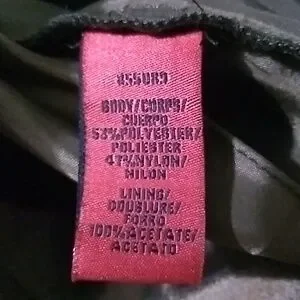 BODY/CORPS/
CUERPO
53%POLYESTER/
POLIESTER
47%NYLON/
NILON
LINING/
DOUBLURE/
FORRO
100%ACETATE/
ACETATO